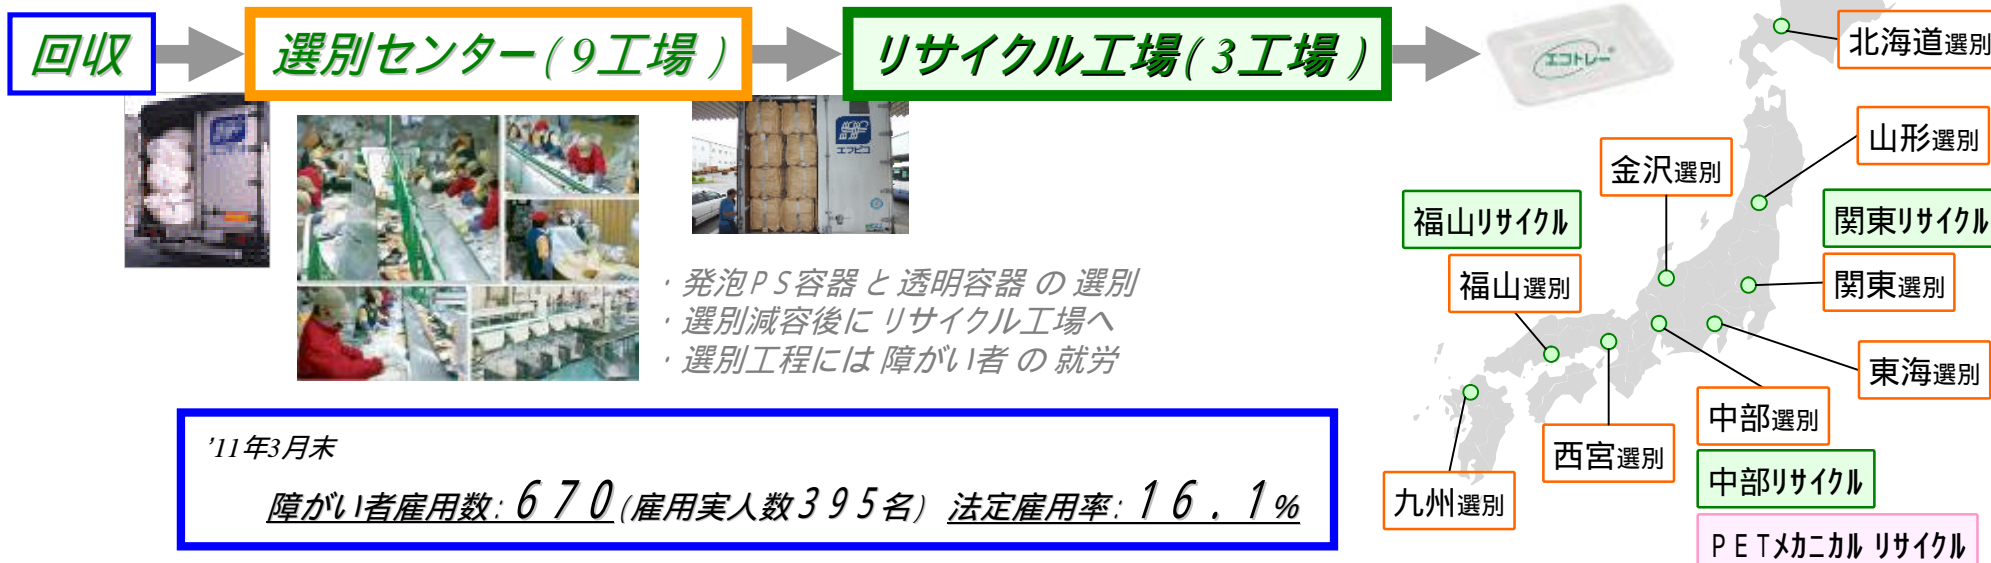 回収
選別センター(9工場)
リサイクル工場(3工場)
エコトレー
エフピコ
・発泡PS容器と透明容器の選別
・選別減容後にリサイクル工場へ
・選別工程には障がい者の就労
'11年3月末
障がい者雇用数:670(雇用実人数395名) 法定雇用率:16.1%
北海道選別
山形選別
金沢選別
福山リサイクル
関東リサイクル
福山選別
関東選別
東海選別
中部選別
西宮選別
中部リサイクル
九州選別
PETメカニカルリサイクル